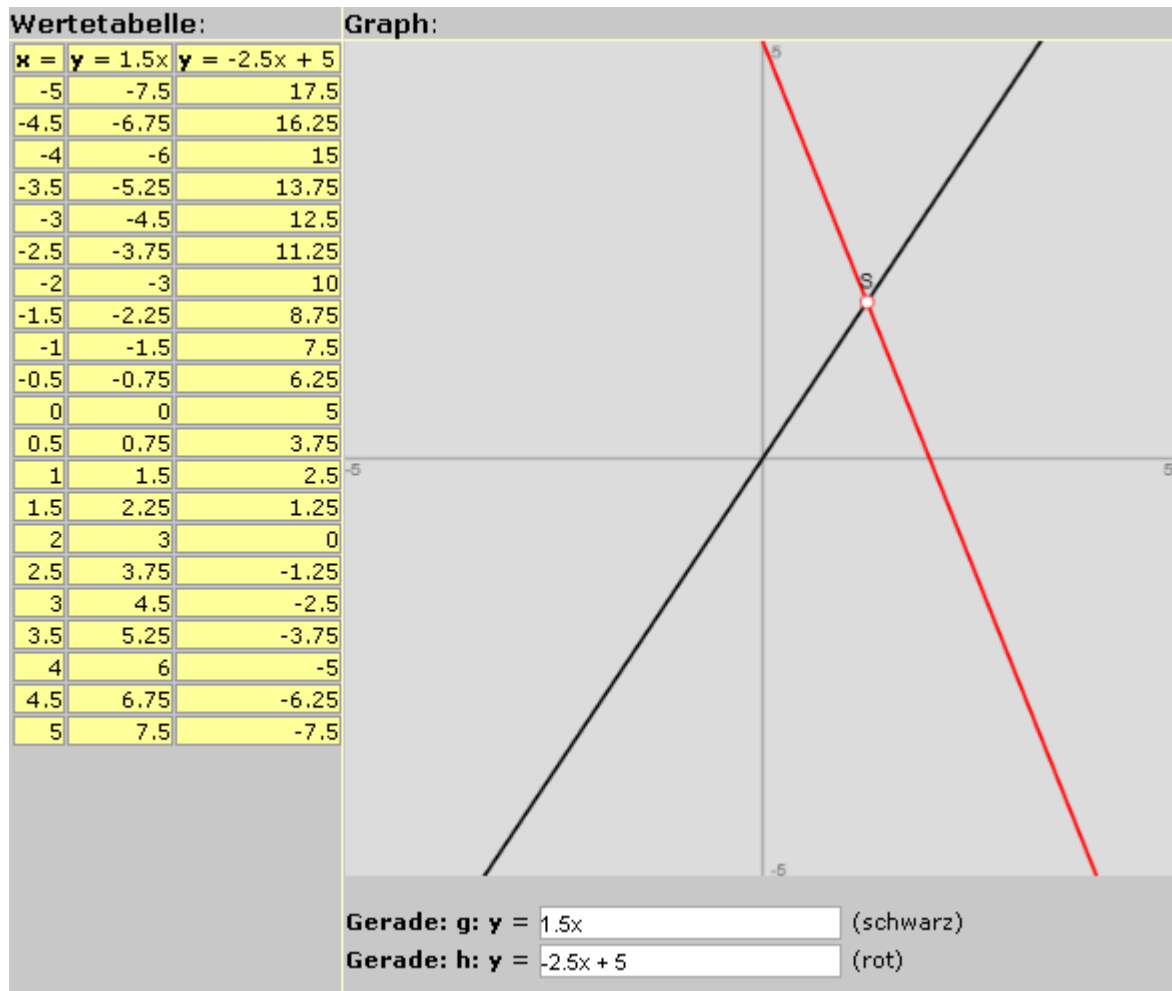 Wertetabelle:
x = y = 1.5x y = -2.5x + 5
-5 -7.5 17.5
-4.5 -6.75 16.25
-4 -6 15
-3.5 -5.25 13.75
-3 -4.5 12.5
-2.5 -3.75 11.25
-2 -3 10
-1.5 -2.25 8.75
-1 -1.5 7.5
-0.5 -0.75 6.25
0 0 5
0.5 0.75 3.75
1 1.5 2.5
1.5 2.25 1.25
2 3 0
2.5 3.75 -1.25
3 4.5 -2.5
3.5 5.25 -3.75
4 6 -5
4.5 6.75 -6.25
5 7.5 -7.5
Graph:
5
S
-5 5
-5
Gerade: g: y = 1.5x (schwarz)
Gerade: h: y = -2.5x + 5 (rot)